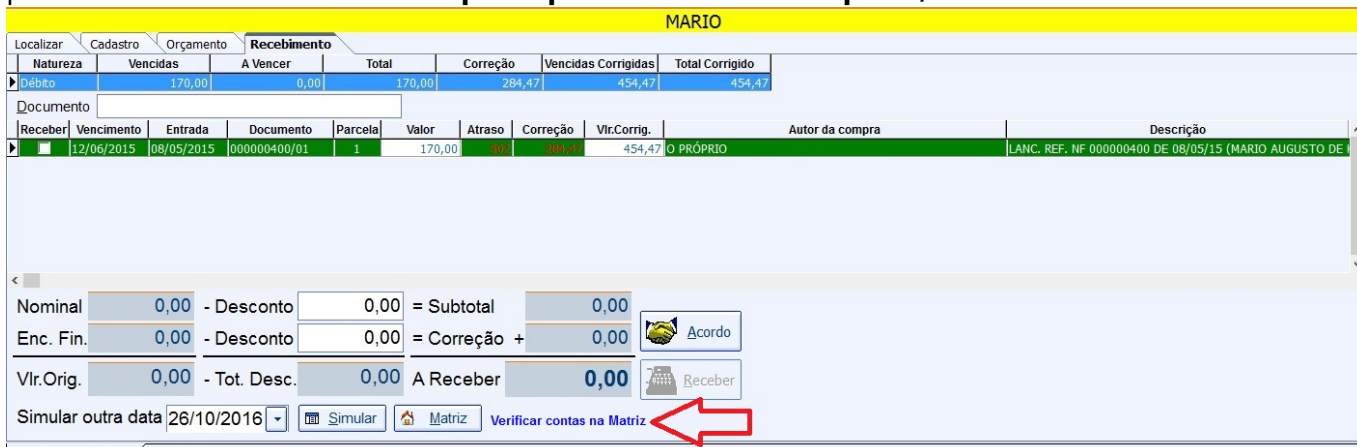 MARIO
Localizar Cadastro Orçamento Recebimento
Natureza Vencidas A Vencer Total Correção Vencidas Corrigidas Total Corrigido
Débito 170,00 0,00 170,00 284,47 454,47 454,47
Documento
Receber Vencimento Entrada Documento Parcela Valor Atraso Correção Vlr.Corrig. Autor da compra Descrição
12/06/2015 08/05/2015 000000400/01 1 170,00 502 284,47 454,47 O PRÓPRIO LANC. REF. NF 000000400 DE 08/05/15 (MARIO AUGUSTO DE
Nominal 0,00 - Desconto 0,00 = Subtotal 0,00
Enc. Fin. 0,00 - Desconto 0,00 = Correção + 0,00 Acordo
Vlr.Orig. 0,00 - Tot. Desc. 0,00 A Receber 0,00 Receber
Simular outra data 26/10/2016 Simular Matriz Verificar contas na Matriz